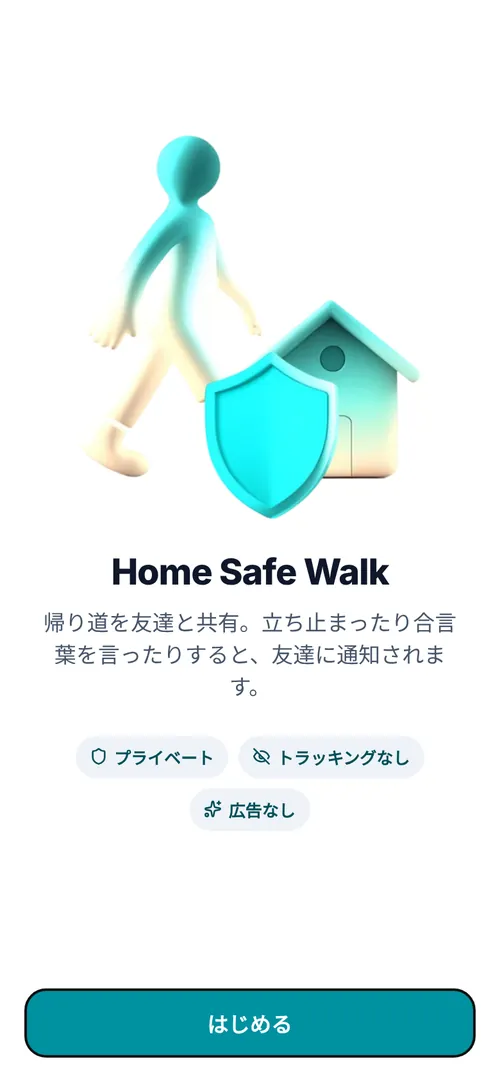 Home Safe Walk
帰り道を友達と共有。立ち止まったり合言
葉を言ったりすると、友達に通知されま
す。
プライベート
トラッキングなし
広告なし
はじめる